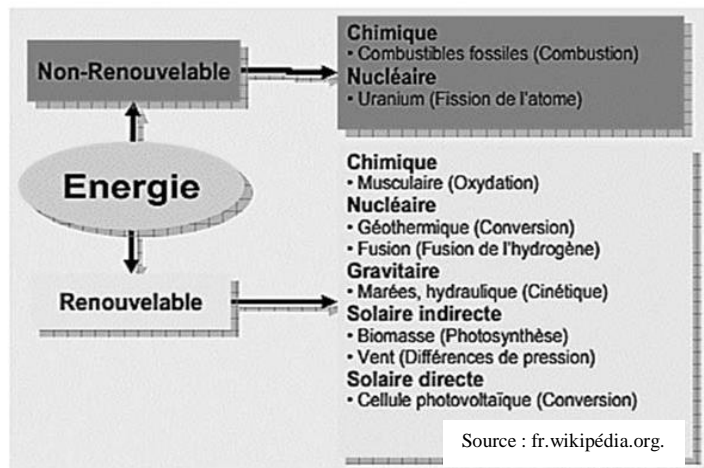 Non-Renouvelable
Chimique
• Combustibles fossiles (Combustion)
Nucléaire
• Uranium (Fission de l'atome)
Energie
Renouvelable
Chimique
• Musculaire (Oxydation)
Nucléaire
• Géothermique (Conversion)
• Fusion (Fusion de l'hydrogène)
Gravitaire
• Marées, hydraulique (Cinétique)
Solaire indirecte
• Biomasse (Photosynthèse)
• Vent (Différences de pression)
Solaire directe
• Cellule photovoltaïque (Conversion)
Source : fr.wikipédia.org.